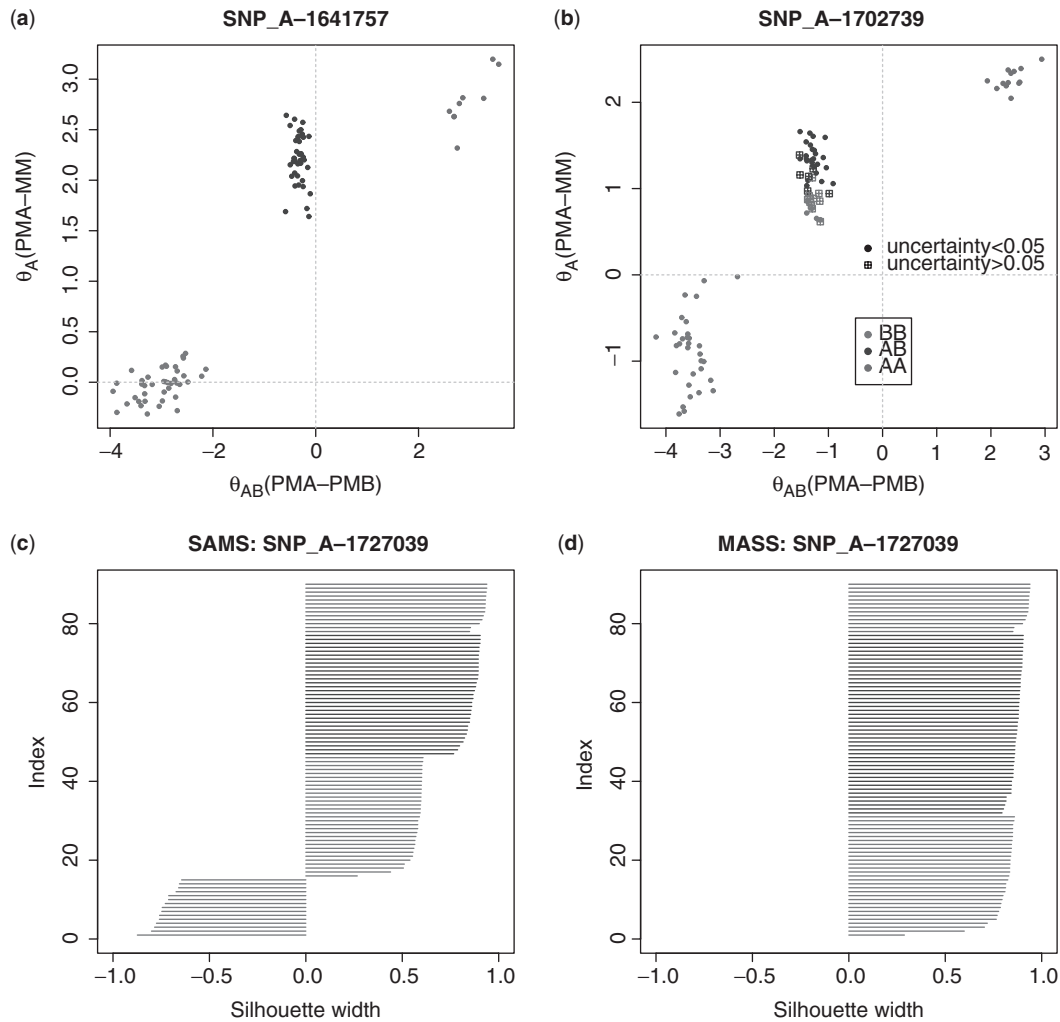 (a) SNP_A–1641757
θA(PMA–MM)
3.0
2.5
2.0
1.5
1.0
0.5
0.0
−4 −2 0 2
θAB(PMA–PMB)
(b) SNP_A–1702739
θA(PMA–MM)
2
1
0
−1
uncertainty<0.05
uncertainty>0.05
BB
AB
AA
−4 −3 −2 −1 0 1 2 3
θAB(PMA–PMB)
(c) SAMS: SNP_A–1727039
Index
80
60
40
20
0
−1.0 −0.5 0.0 0.5 1.0
Silhouette width
(d) MASS: SNP_A–1727039
Index
80
60
40
20
0
−1.0 −0.5 0.0 0.5 1.0
Silhouette width